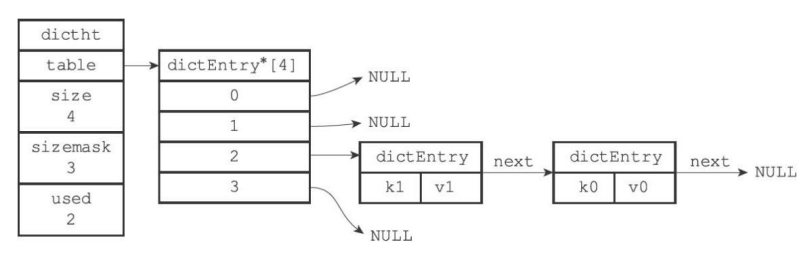 dictht
table
size
4
sizemask
3
used
2
dictEntry*[4]
0
1
2
3
NULL
NULL
dictEntry
k1 v1
next
dictEntry
k0 v0
next
NULL
NULL